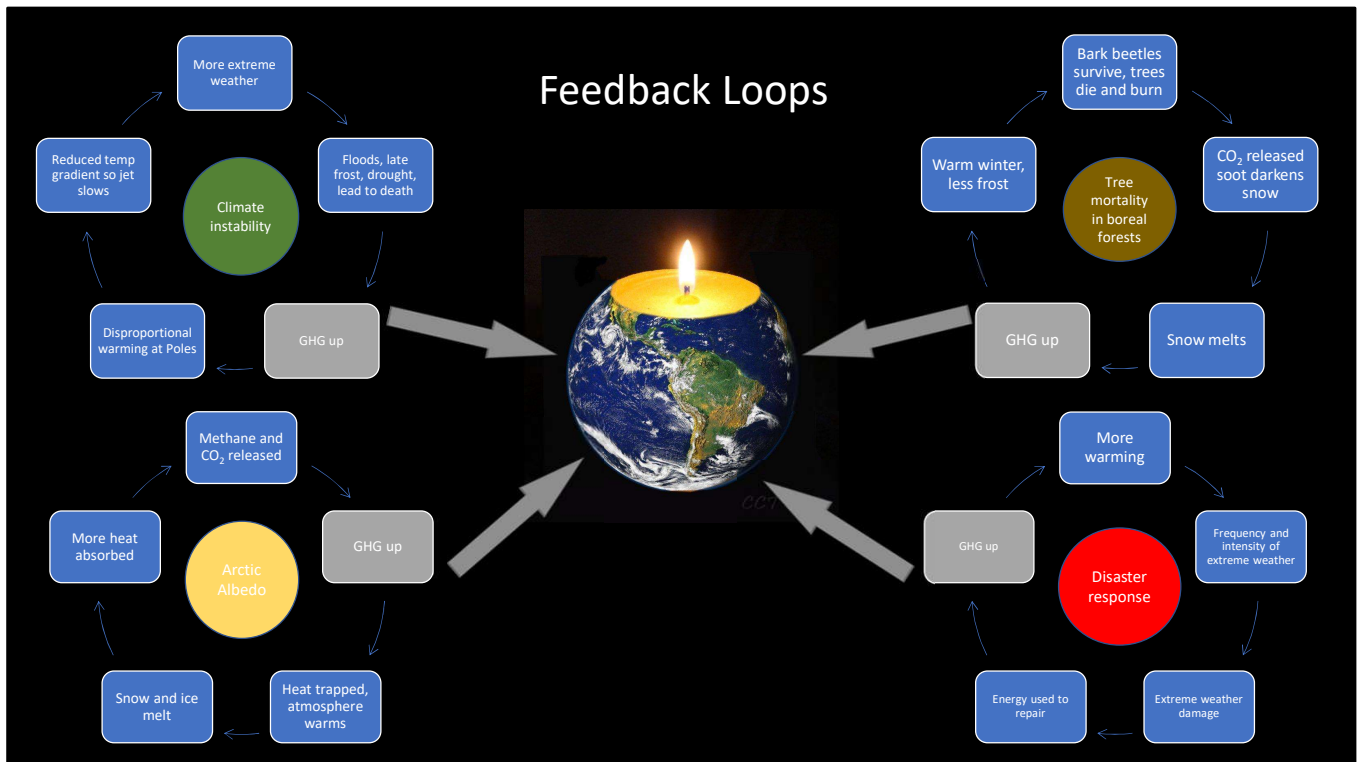 Feedback Loops
More extreme
weather
Floods, late
frost, drought,
lead to death
GHG up
Disproportional
warming at Poles
Reduced temp
gradient so jet
slows
Climate
instability
Bark beetles
survive, trees
die and burn
CO₂ released
soot darkens
snow
Snow melts
GHG up
Warm winter,
less frost
Tree
mortality
in boreal
forests
Methane and
CO₂ released
GHG up
Heat trapped,
atmosphere
warms
Snow and ice
melt
More heat
absorbed
Arctic
Albedo
More
warming
Frequency and
intensity of
extreme weather
Extreme weather
damage
Energy used to
repair
GHG up
Disaster
response
CCT